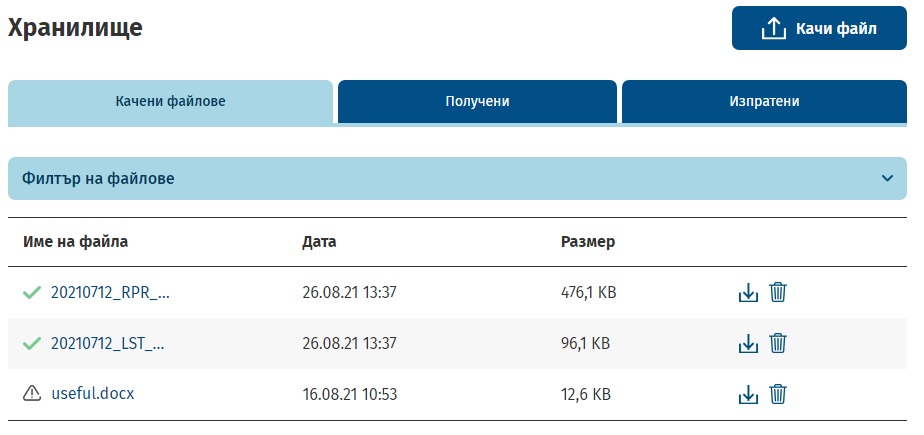 Хранилище
Качи файл
Качени файлове Получени Изпратени
Филтър на файлове
Име на файла Дата Размер
20210712_RPR_... 26.08.21 13:37 476,1 KB
20210712_LST_... 26.08.21 13:37 96,1 KB
useful.docx 16.08.21 10:53 12,6 KB